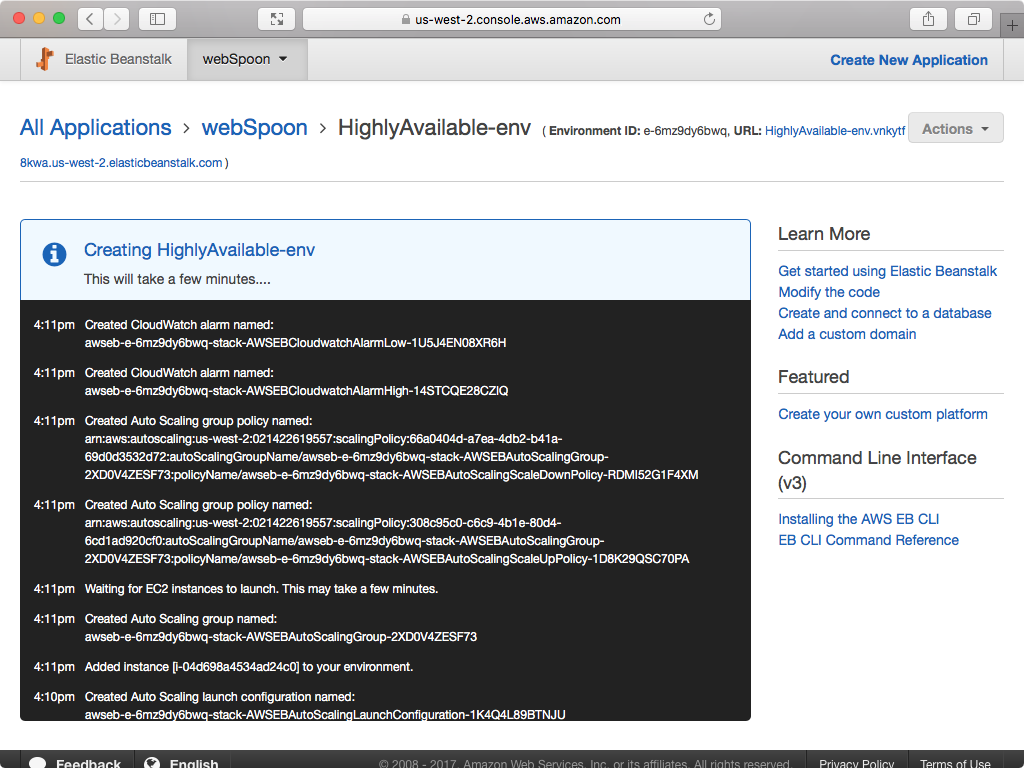 us-west-2.console.aws.amazon.com
Elastic Beanstalk
webSpoon
Create New Application
All Applications › webSpoon › HighlyAvailable-env ( Environment ID: e-6mz9dy6bwq, URL: HighlyAvailable-env.vnkytf
8kwa.us-west-2.elasticbeanstalk.com )
Actions
Creating HighlyAvailable-env
This will take a few minutes....
4:11pm Created CloudWatch alarm named:
awseb-e-6mz9dy6bwq-stack-AWSEBCloudwatchAlarmLow-1U5J4EN08XR6H
4:11pm Created CloudWatch alarm named:
awseb-e-6mz9dy6bwq-stack-AWSEBCloudwatchAlarmHigh-14STCQE28CZIQ
4:11pm Created Auto Scaling group policy named:
arn:aws:autoscaling:us-west-2:021422619557:scalingPolicy:66a0404d-a7ea-4db2-b41a-
69d0d3532d72:autoScalingGroupName/awseb-e-6mz9dy6bwq-stack-AWSEBAutoScalingGroup-
2XD0V4ZESF73:policyName/awseb-e-6mz9dy6bwq-stack-AWSEBAutoScalingScaleDownPolicy-RDMI52G1F4XM
4:11pm Created Auto Scaling group policy named:
arn:aws:autoscaling:us-west-2:021422619557:scalingPolicy:308c95c0-c6c9-4b1e-80d4-
6cd1ad920cf0:autoScalingGroupName/awseb-e-6mz9dy6bwq-stack-AWSEBAutoScalingGroup-
2XD0V4ZESF73:policyName/awseb-e-6mz9dy6bwq-stack-AWSEBAutoScalingScaleUpPolicy-1D8K29QSC70PA
4:11pm Waiting for EC2 instances to launch. This may take a few minutes.
4:11pm Created Auto Scaling group named:
awseb-e-6mz9dy6bwq-stack-AWSEBAutoScalingGroup-2XD0V4ZESF73
4:11pm Added instance [i-04d698a4534ad24c0] to your environment.
4:10pm Created Auto Scaling launch configuration named:
awseb-e-6mz9dy6bwq-stack-AWSEBAutoScalingLaunchConfiguration-1K4Q4L89BTNJU
Learn More
Get started using Elastic Beanstalk
Modify the code
Create and connect to a database
Add a custom domain
Featured
Create your own custom platform
Command Line Interface
(v3)
Installing the AWS EB CLI
EB CLI Command Reference
Feedback
English
© 2008 - 2017, Amazon Web Services, Inc. or its affiliates. All rights reserved.
Privacy Policy
Terms of Use